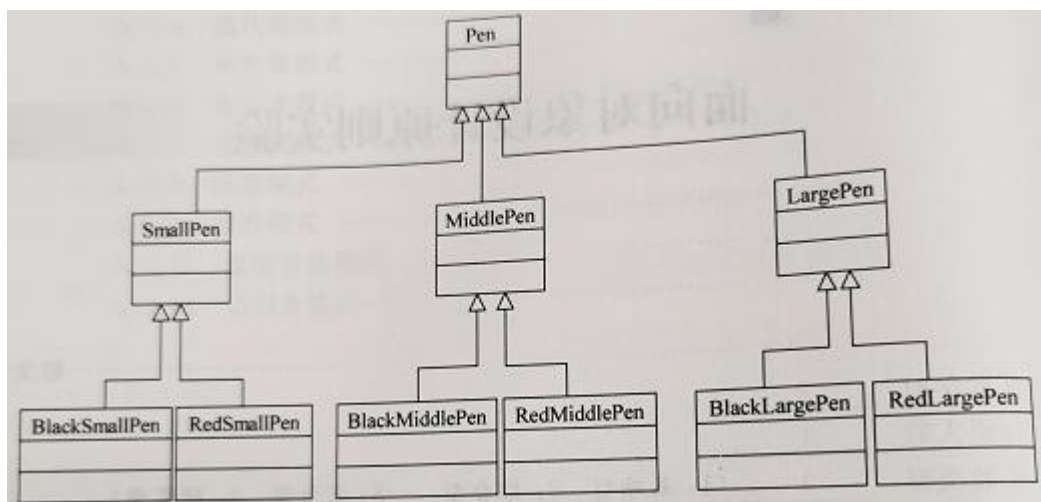 Pen
SmallPen
MiddlePen
LargePen
BlackSmallPen
RedSmallPen
BlackMiddlePen
RedMiddlePen
BlackLargePen
RedLargePen